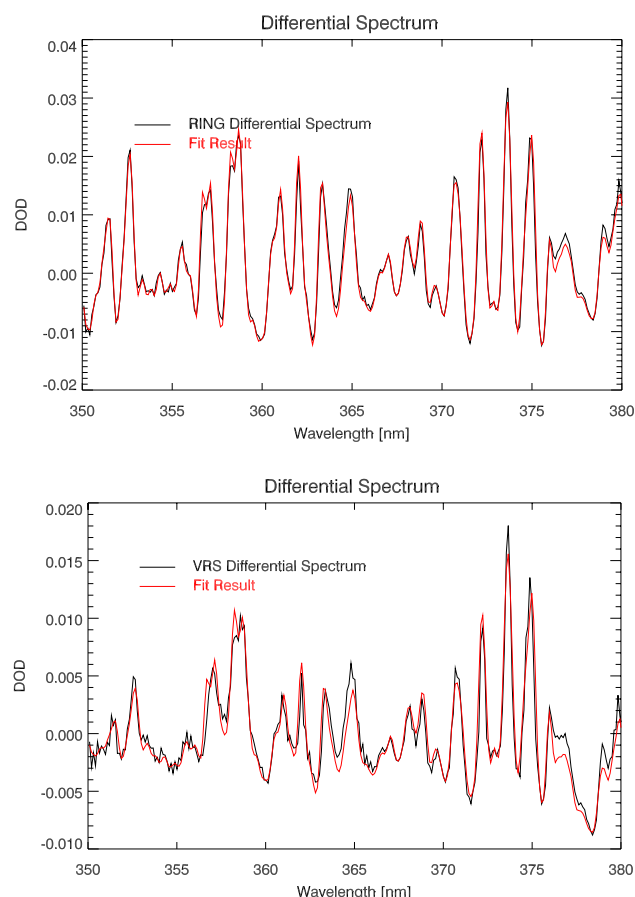 Differential Spectrum
0.04
0.03
RING Differential Spectrum
Fit Result
0.02
DOD
0.01
0.00
-0.01
-0.02
350 355 360 365 370 375 380
Wavelength [nm]
Differential Spectrum
0.020
0.015
VRS Differential Spectrum
Fit Result
0.010
DOD
0.005
0.000
-0.005
-0.010
350 355 360 365 370 375 380
Wavelength [nm]